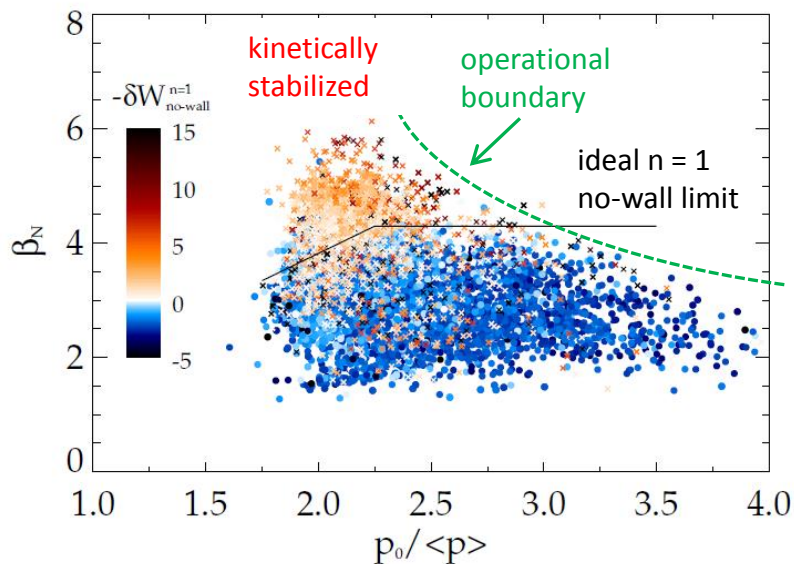 8
6
4
2
0
β_N
-δW n=1
no-wall
15
10
5
0
-5
kinetically
stabilized
operational
boundary
ideal n = 1
no-wall limit
1.0 1.5 2.0 2.5 3.0 3.5 4.0
p₀/<p>